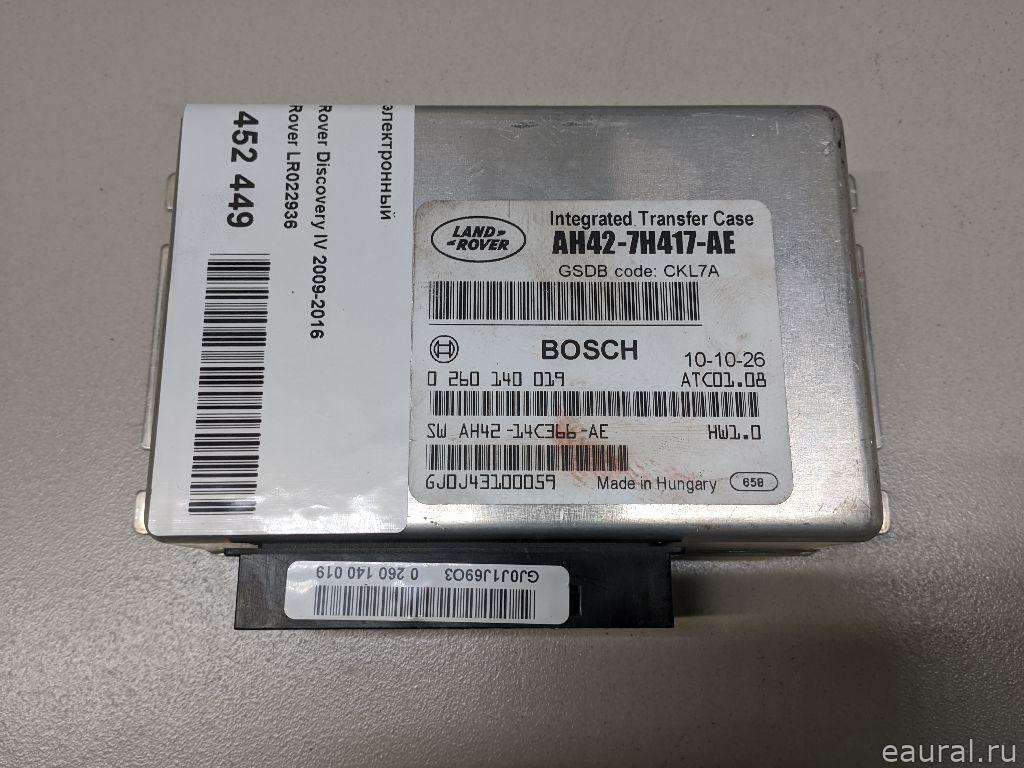 электронный
Rover Discovery IV 2009-2016
Rover LR022936
452 449
LAND ROVER
Integrated Transfer Case
AH42-7H417-AE
GSDB code: CKL7A
BOSCH
10-10-26
0 260 140 019 ATC01.08
SW AH42-14C366-AE HW1.0
GJ0J43100059 Made in Hungary 658
GJ0J1J69O3 0 260 140 019
eaural.ru